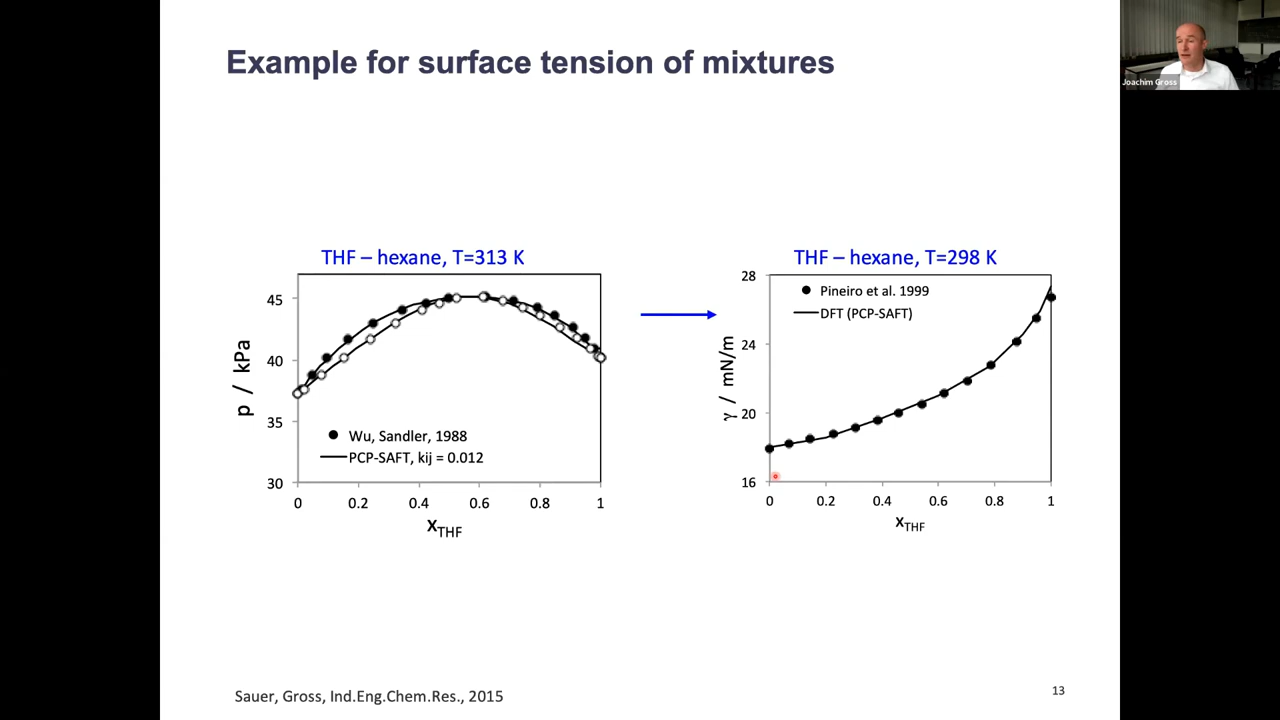 Example for surface tension of mixtures
Joachim Gross
THF – hexane, T=313 K
45
40
35
30
p / kPa
Wu, Sandler, 1988
PCP-SAFT, kij = 0.012
0 0.2 0.4 0.6 0.8 1
xTHF
THF – hexane, T=298 K
28
24
20
16
γ / mN/m
Pineiro et al. 1999
DFT (PCP-SAFT)
0 0.2 0.4 0.6 0.8 1
xTHF
Sauer, Gross, Ind.Eng.Chem.Res., 2015
13